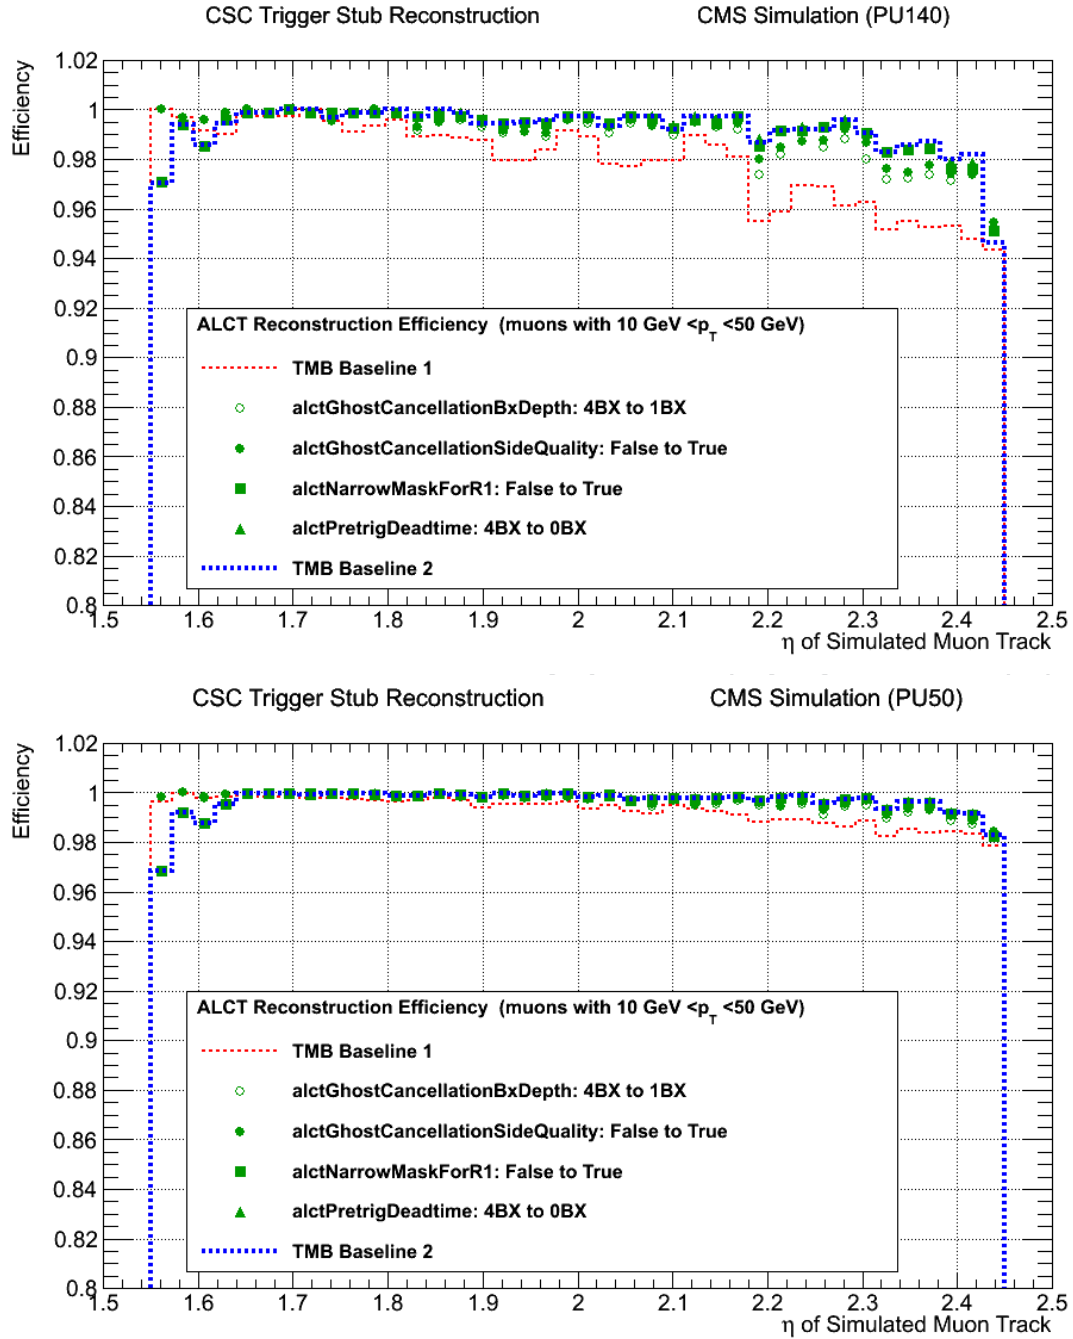 CSC Trigger Stub Reconstruction CMS Simulation (PU140)
Efficiency
1.02
1
0.98
0.96
0.94
0.92
0.9
0.88
0.86
0.84
0.82
0.8
ALCT Reconstruction Efficiency (muons with 10 GeV <pT <50 GeV)
TMB Baseline 1
alctGhostCancellationBxDepth: 4BX to 1BX
alctGhostCancellationSideQuality: False to True
alctNarrowMaskForR1: False to True
alctPretrigDeadtime: 4BX to 0BX
TMB Baseline 2
1.5 1.6 1.7 1.8 1.9 2 2.1 2.2 2.3 2.4 2.5
η of Simulated Muon Track
CSC Trigger Stub Reconstruction CMS Simulation (PU50)
Efficiency
1.02
1
0.98
0.96
0.94
0.92
0.9
0.88
0.86
0.84
0.82
0.8
ALCT Reconstruction Efficiency (muons with 10 GeV <pT <50 GeV)
TMB Baseline 1
alctGhostCancellationBxDepth: 4BX to 1BX
alctGhostCancellationSideQuality: False to True
alctNarrowMaskForR1: False to True
alctPretrigDeadtime: 4BX to 0BX
TMB Baseline 2
1.5 1.6 1.7 1.8 1.9 2 2.1 2.2 2.3 2.4 2.5
η of Simulated Muon Track